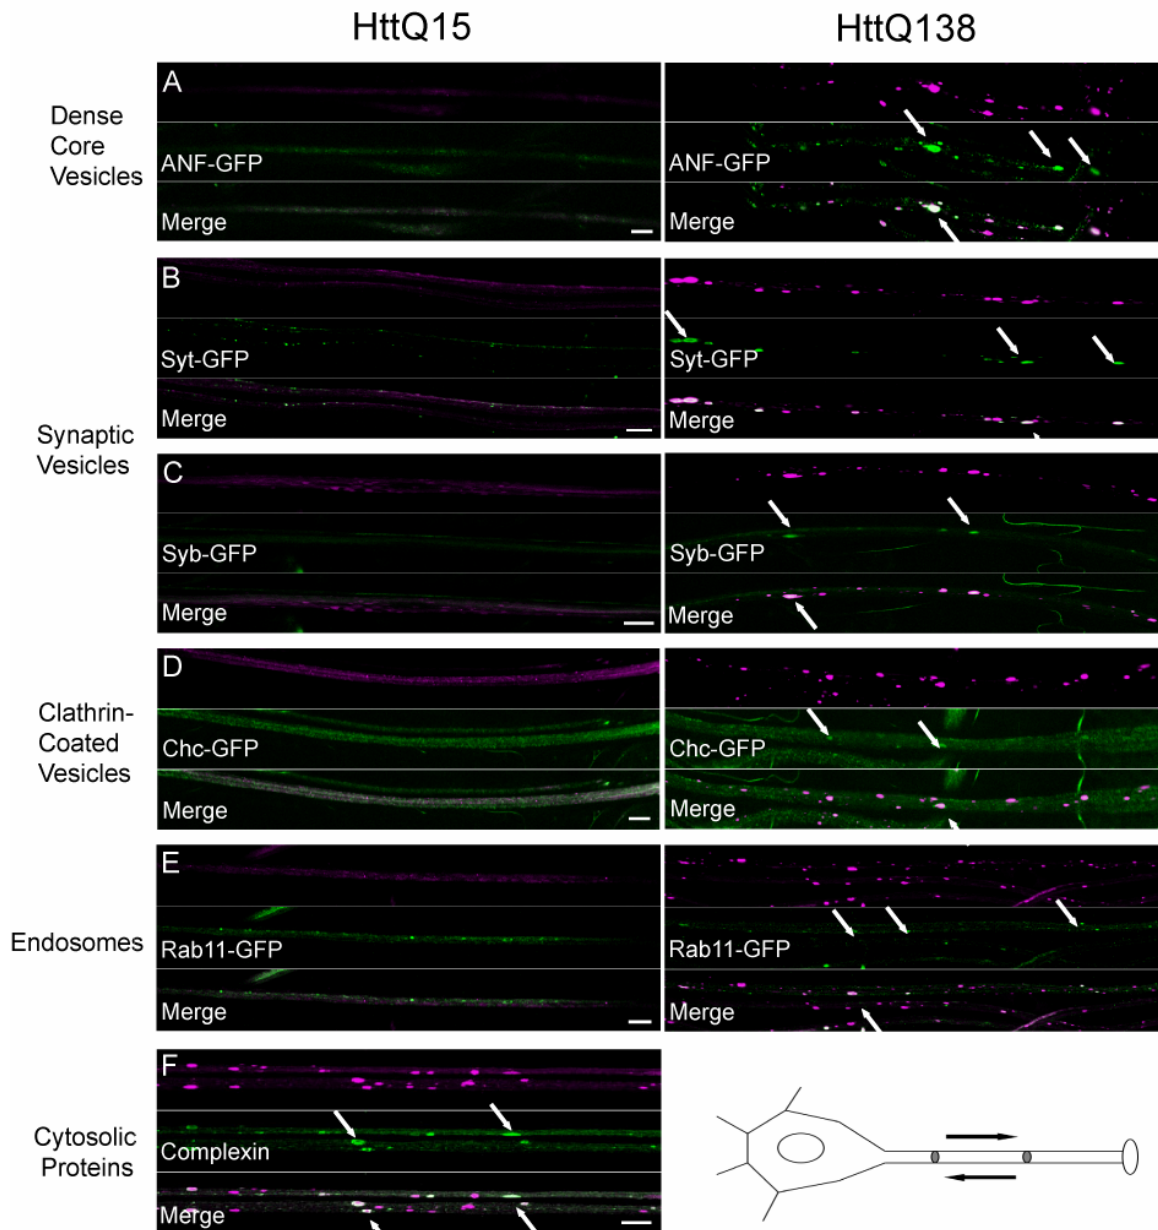 HttQ15
HttQ138
Dense
Core
Vesicles
A
ANF-GFP
Merge
ANF-GFP
Merge
Synaptic
Vesicles
B
Syt-GFP
Merge
Syt-GFP
Merge
C
Syb-GFP
Merge
Syb-GFP
Merge
Clathrin-
Coated
Vesicles
D
Chc-GFP
Merge
Chc-GFP
Merge
Endosomes
E
Rab11-GFP
Merge
Rab11-GFP
Merge
Cytosolic
Proteins
F
Complexin
Merge